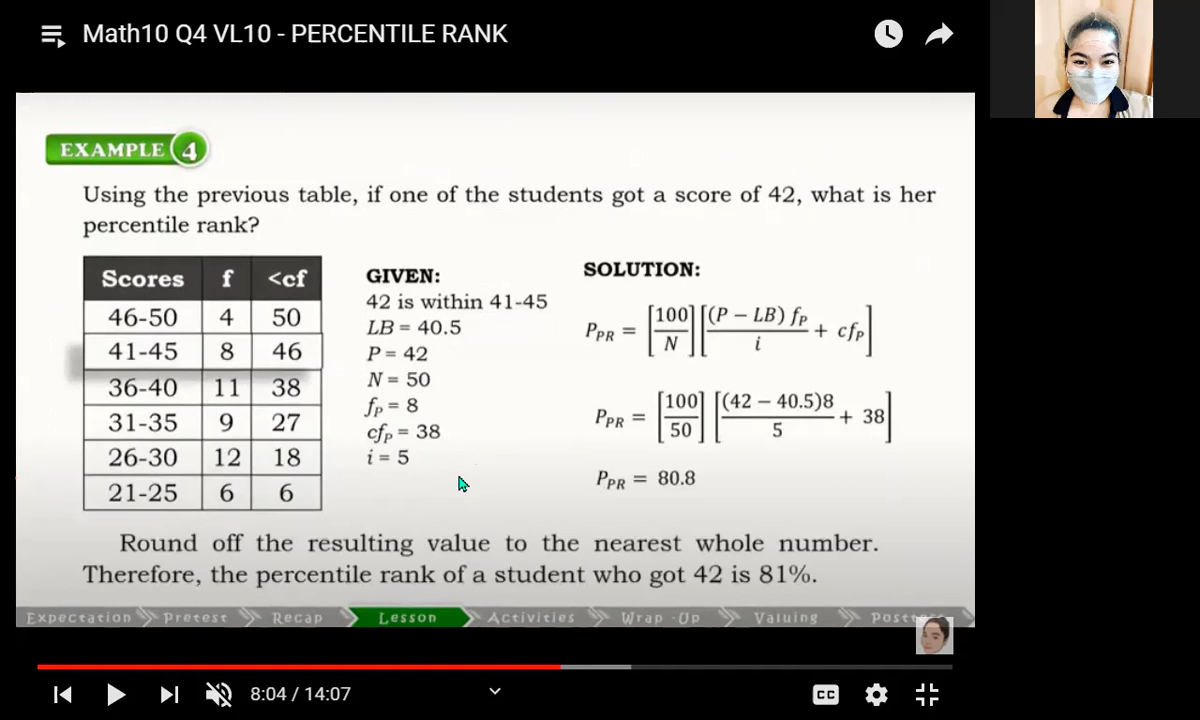 Math10 Q4 VL10 - PERCENTILE RANK
EXAMPLE 4
Using the previous table, if one of the students got a score of 42, what is her
percentile rank?
Scores f <cf
46-50 4 50
41-45 8 46
36-40 11 38
31-35 9 27
26-30 12 18
21-25 6 6
GIVEN:
42 is within 41-45
LB = 40.5
P = 42
N = 50
fP = 8
cfP = 38
i = 5
SOLUTION:
PPR = [100/N] [(P – LB) fP / i + cfP]
PPR = [100/50] [(42 – 40.5)8 / 5 + 38]
PPR = 80.8
Round off the resulting value to the nearest whole number.
Therefore, the percentile rank of a student who got 42 is 81%.
Expectation Pretest Recap Lesson Activities Wrap-Up Valuing
8:04 / 14:07
CC